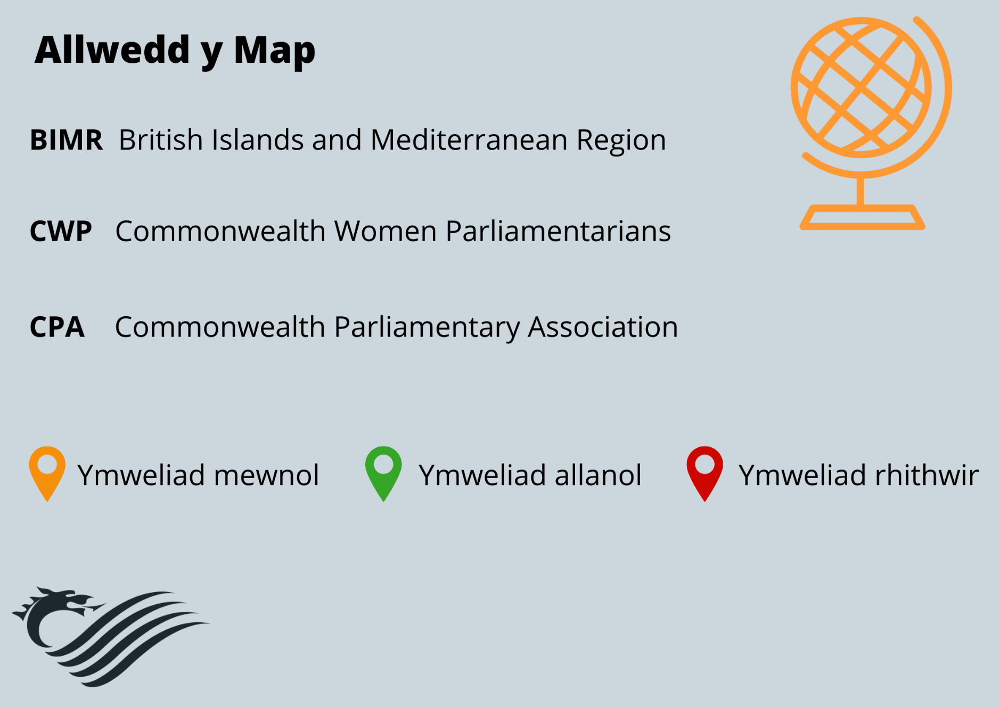 Allwedd y Map
BIMR British Islands and Mediterranean Region
CWP Commonwealth Women Parliamentarians
CPA Commonwealth Parliamentary Association
Ymweliad mewnol Ymweliad allanol Ymweliad rhithwir